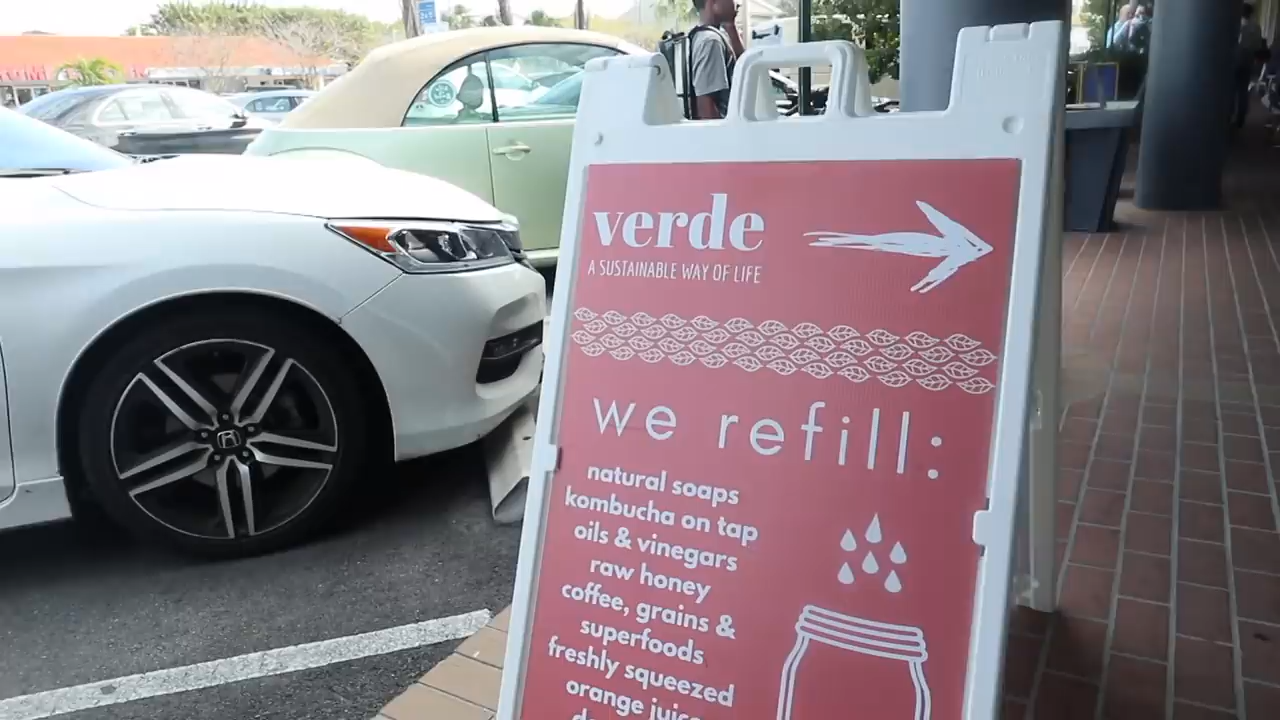 verde
A SUSTAINABLE WAY OF LIFE
we refill:
natural soaps
kombucha on tap
oils & vinegars
raw honey
coffee, grains &
superfoods
freshly squeezed
orange juice